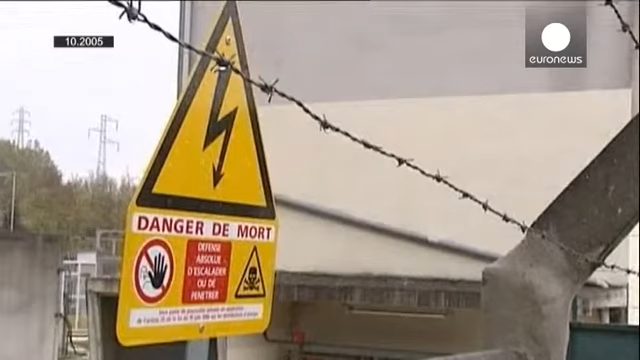 10.2005
euronews
DANGER DE MORT
DEFENSE
ABSOLUE
D'ESCALADER
OU DE
PENETRER